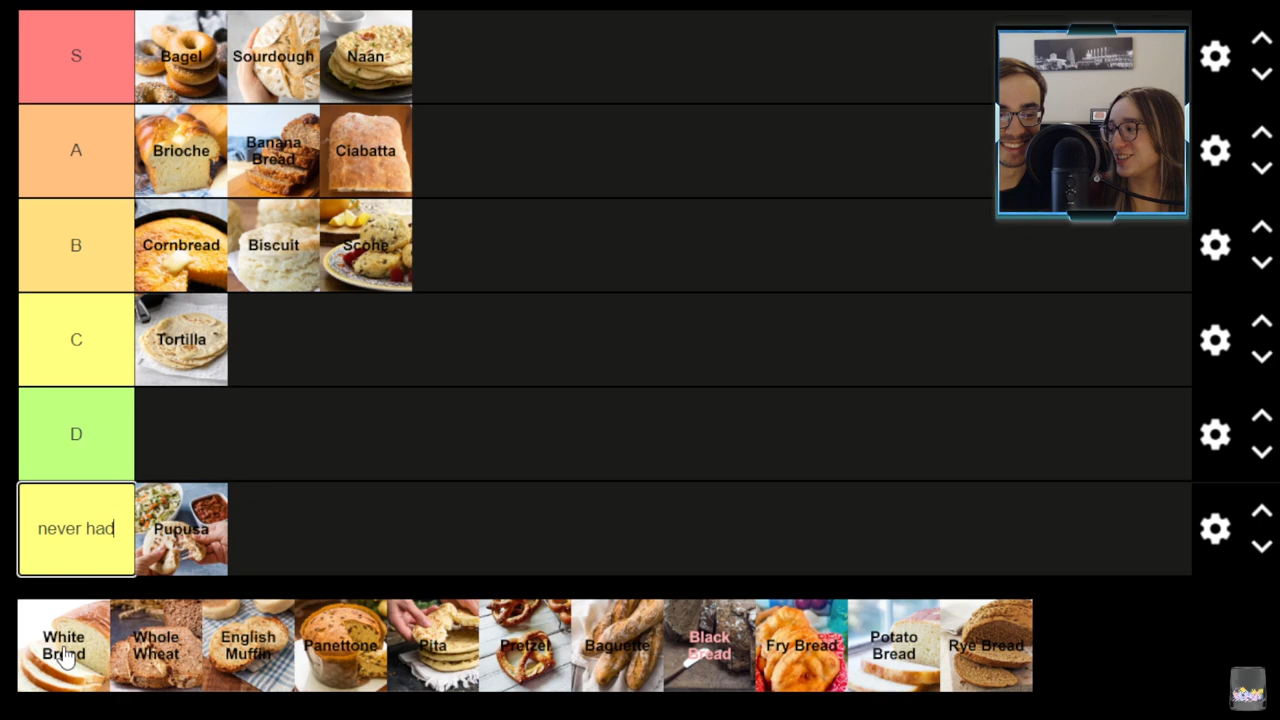 S
Bagel
Sourdough
Naan
A
Brioche
Banana
Bread
Ciabatta
B
Cornbread
Biscuit
Scone
C
Tortilla
D
never had
Pupusa
White
Bread
Whole
Wheat
English
Muffin
Panettone
Pita
Pretzel
Baguette
Black
Bread
Fry Bread
Potato
Bread
Rye Bread